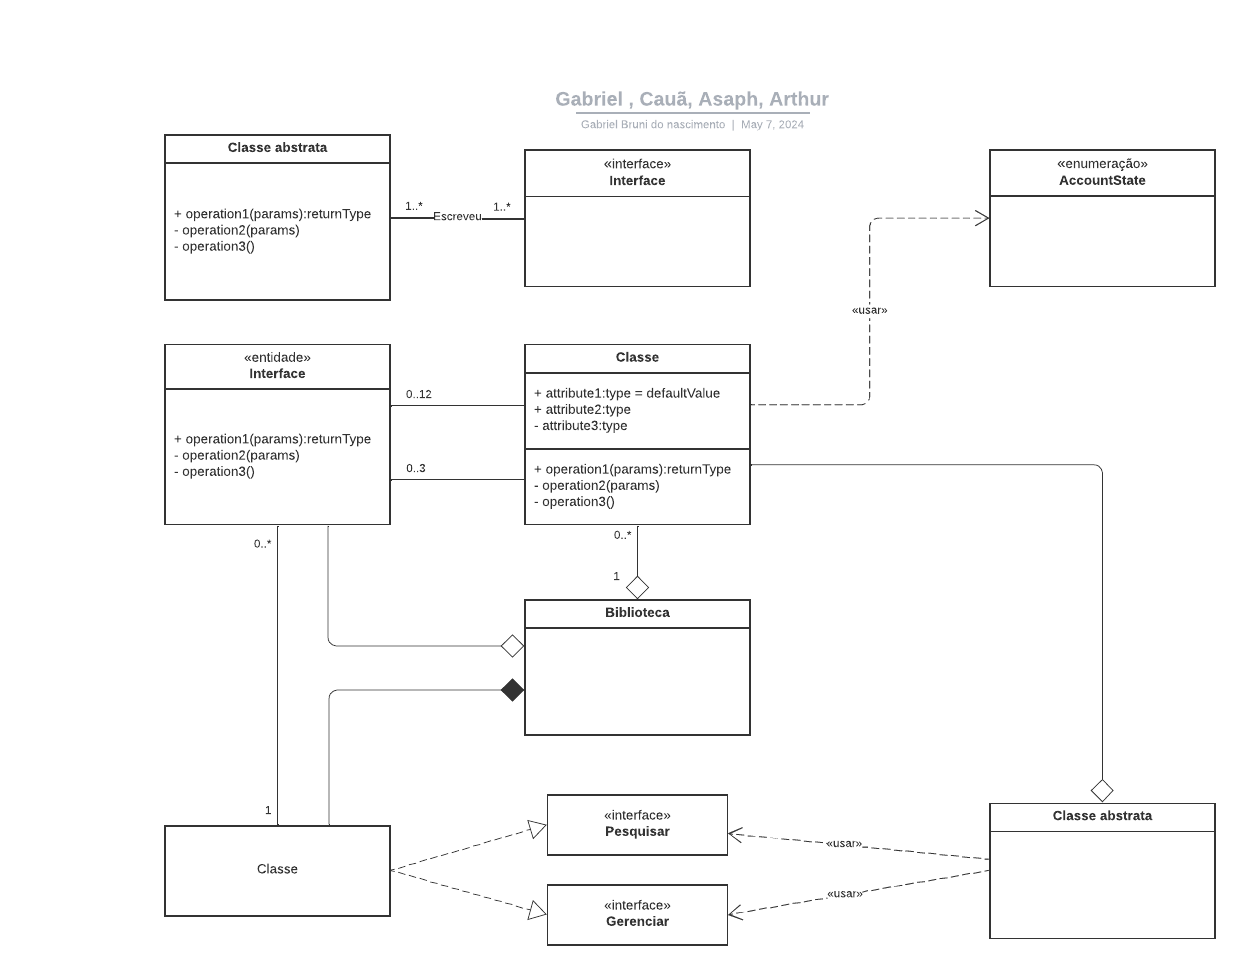 Gabriel , Cauã, Asaph, Arthur
Gabriel Bruni do nascimento | May 7, 2024
Classe abstrata
+ operation1(params):returnType
- operation2(params)
- operation3()
1..*
Escreveu
1..*
«interface»
Interface
«enumeração»
AccountState
«usar»
«entidade»
Interface
+ operation1(params):returnType
- operation2(params)
- operation3()
0..12
0..3
Classe
+ attribute1:type = defaultValue
+ attribute2:type
- attribute3:type
+ operation1(params):returnType
- operation2(params)
- operation3()
0..*
0..*
1
Biblioteca
1
Classe
«interface»
Pesquisar
«interface»
Gerenciar
«usar»
«usar»
Classe abstrata